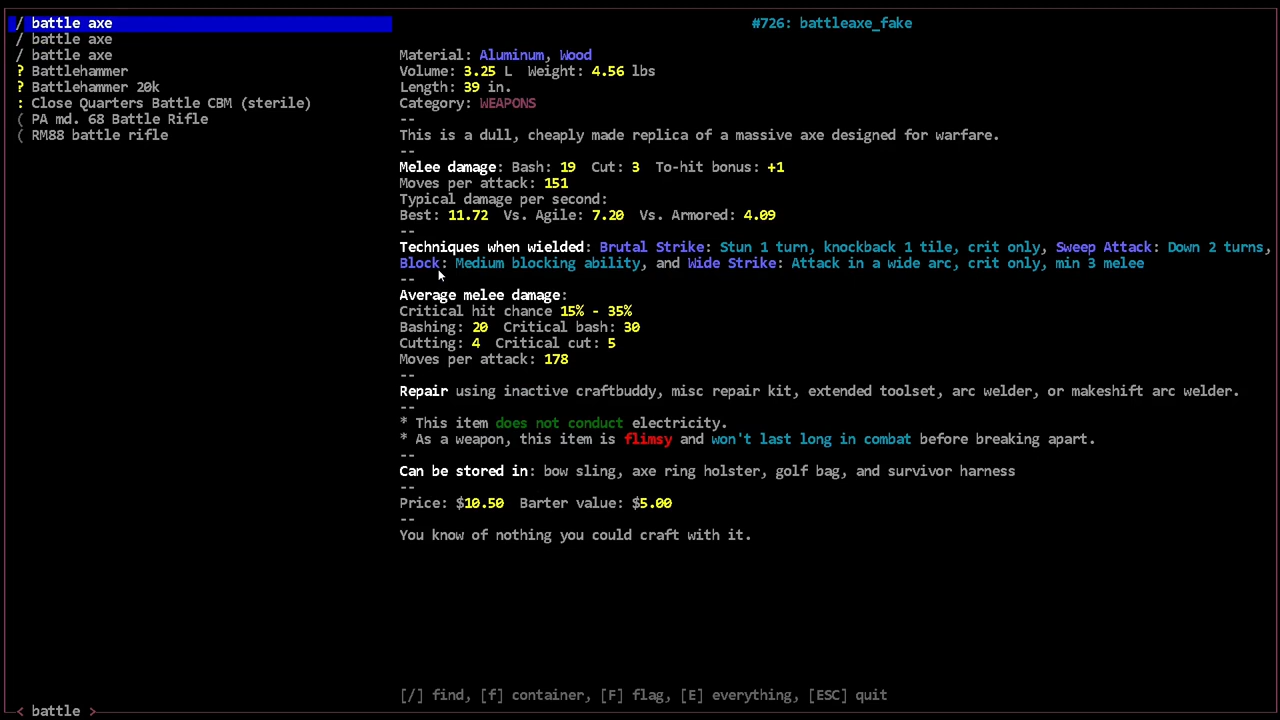 / battle axe
/ battle axe
/ battle axe
? Battlehammer
? Battlehammer 20k
: Close Quarters Battle CBM (sterile)
( PA md. 68 Battle Rifle
( RM88 battle rifle
< battle >
#726: battleaxe_fake
Material: Aluminum, Wood
Volume: 3.25 L  Weight: 4.56 lbs
Length: 39 in.
Category: WEAPONS
--
This is a dull, cheaply made replica of a massive axe designed for warfare.
--
Melee damage: Bash: 19  Cut: 3  To-hit bonus: +1
Moves per attack: 151
Typical damage per second:
Best: 11.72  Vs. Agile: 7.20  Vs. Armored: 4.09
--
Techniques when wielded: Brutal Strike: Stun 1 turn, knockback 1 tile, crit only, Sweep Attack: Down 2 turns,
Block: Medium blocking ability, and Wide Strike: Attack in a wide arc, crit only, min 3 melee
--
Average melee damage:
Critical hit chance 15% - 35%
Bashing: 20  Critical bash: 30
Cutting: 4  Critical cut: 5
Moves per attack: 178
--
Repair using inactive craftbuddy, misc repair kit, extended toolset, arc welder, or makeshift arc welder.
--
* This item does not conduct electricity.
* As a weapon, this item is flimsy and won't last long in combat before breaking apart.
--
Can be stored in: bow sling, axe ring holster, golf bag, and survivor harness
--
Price: $10.50  Barter value: $5.00
--
You know of nothing you could craft with it.
[/] find, [f] container, [F] flag, [E] everything, [ESC] quit